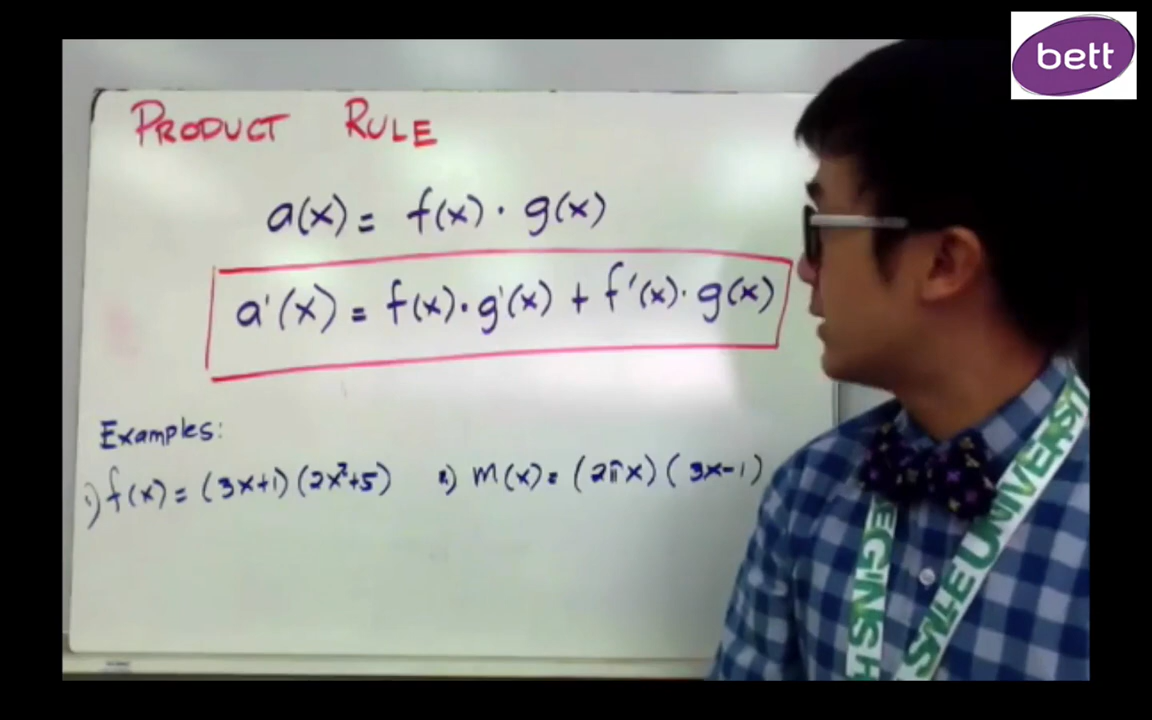 bett
PRODUCT RULE
a(x) = f(x) · g(x)
a'(x) = f(x) · g'(x) + f'(x) · g(x)
Examples:
1) f(x) = (3x+1) (2x²+5) 2) m(x) = (2πx) (3x-1)